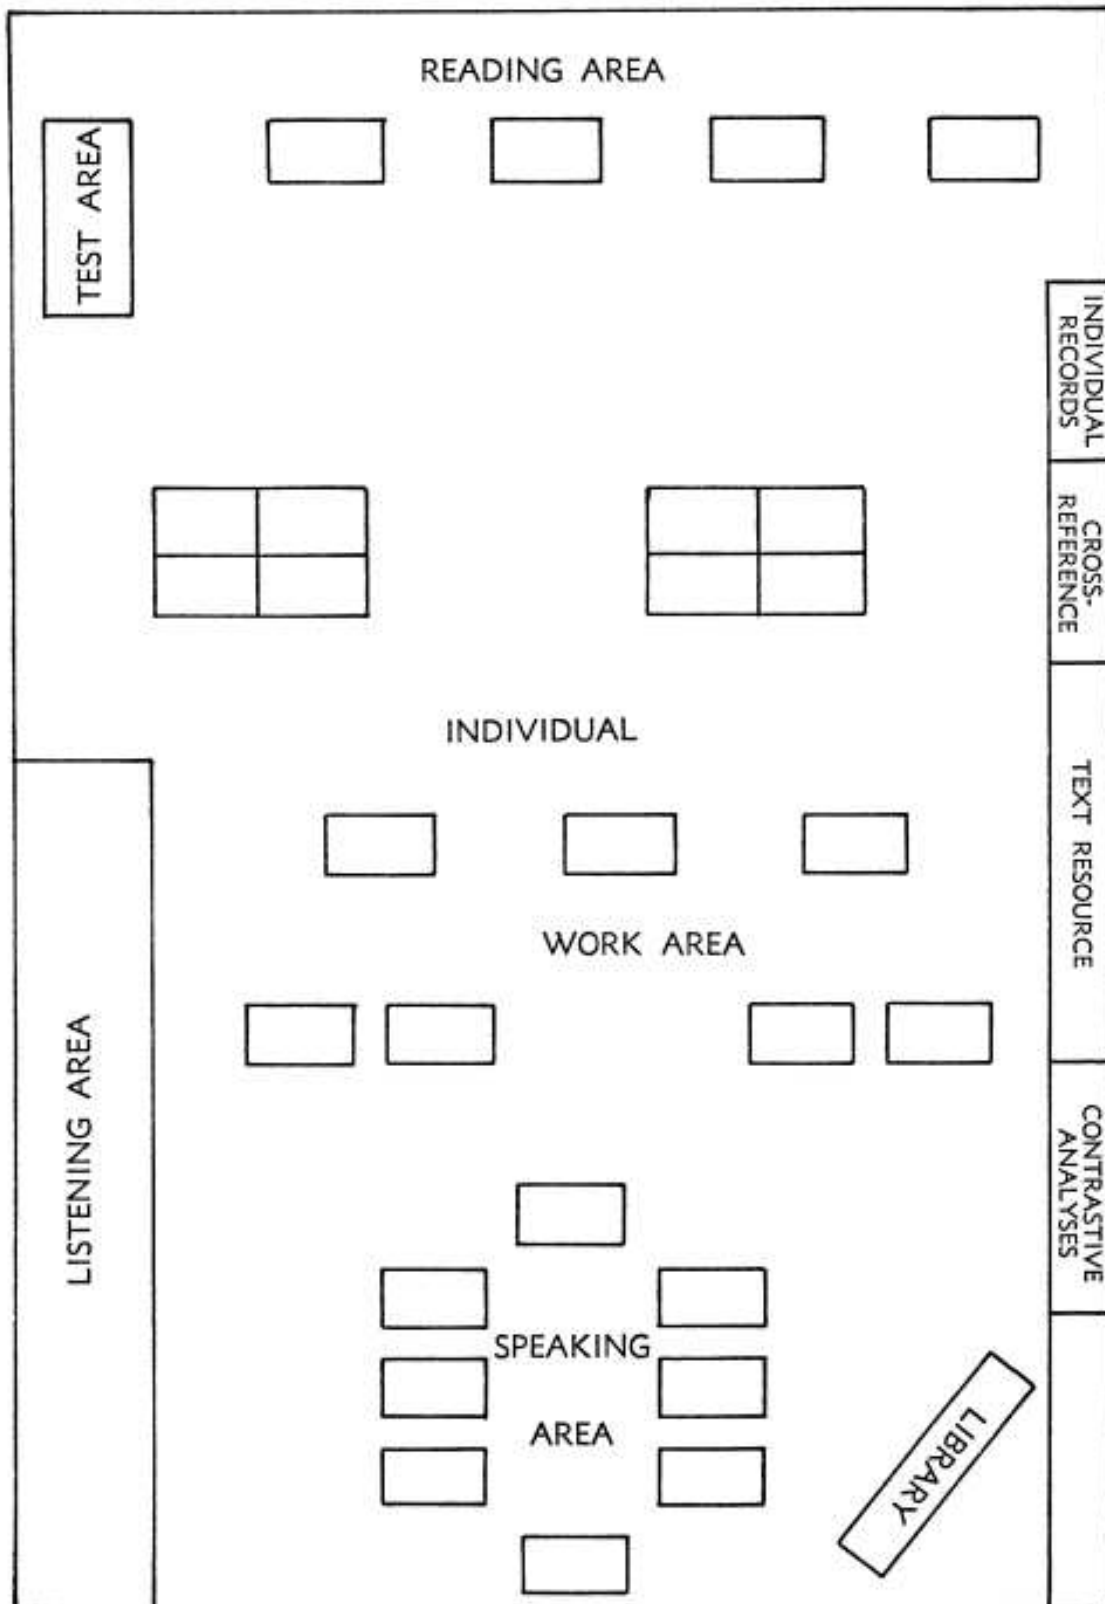 READING AREA
TEST AREA
INDIVIDUAL
RECORDS
CROSS-
REFERENCE
INDIVIDUAL
TEXT RESOURCE
WORK AREA
LISTENING AREA
CONTRASTIVE
ANALYSES
SPEAKING
AREA
LIBRARY